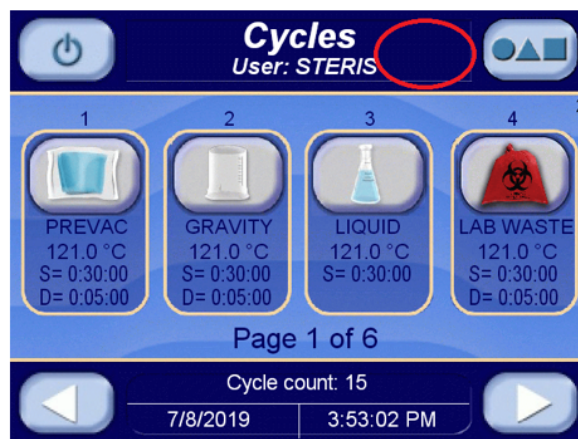 Cycles
User: STERIS
1
2
3
4
PREVAC
121.0 °C
S= 0:30:00
D= 0:05:00
GRAVITY
121.0 °C
S= 0:30:00
D= 0:05:00
LIQUID
121.0 °C
S= 0:30:00
LAB WASTE
121.0 °C
S= 0:30:00
D= 0:05:00
Page 1 of 6
Cycle count: 15
7/8/2019
3:53:02 PM